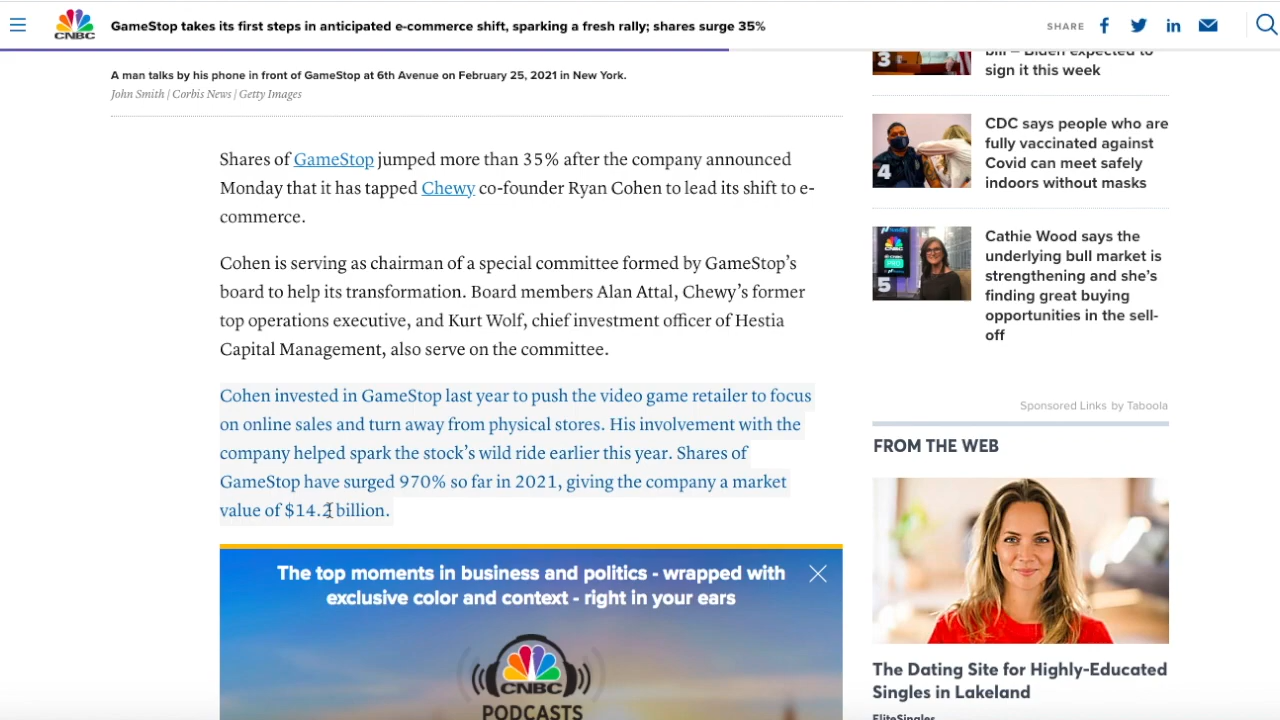 CNBC
GameStop takes its first steps in anticipated e-commerce shift, sparking a fresh rally; shares surge 35%
SHARE
A man talks by his phone in front of GameStop at 6th Avenue on February 25, 2021 in New York.
John Smith | Corbis News | Getty Images
Shares of GameStop jumped more than 35% after the company announced
Monday that it has tapped Chewy co-founder Ryan Cohen to lead its shift to e-
commerce.
Cohen is serving as chairman of a special committee formed by GameStop's
board to help its transformation. Board members Alan Attal, Chewy's former
top operations executive, and Kurt Wolf, chief investment officer of Hestia
Capital Management, also serve on the committee.
Cohen invested in GameStop last year to push the video game retailer to focus
on online sales and turn away from physical stores. His involvement with the
company helped spark the stock's wild ride earlier this year. Shares of
GameStop have surged 970% so far in 2021, giving the company a market
value of $14.2 billion.
The top moments in business and politics - wrapped with
exclusive color and context - right in your ears
CNBC
PODCASTS
3
bill – Biden expected to
sign it this week
4
CDC says people who are
fully vaccinated against
Covid can meet safely
indoors without masks
PRO
5
Cathie Wood says the
underlying bull market is
strengthening and she's
finding great buying
opportunities in the sell-
off
Sponsored Links by Taboola
FROM THE WEB
The Dating Site for Highly-Educated
Singles in Lakeland
EliteSingles